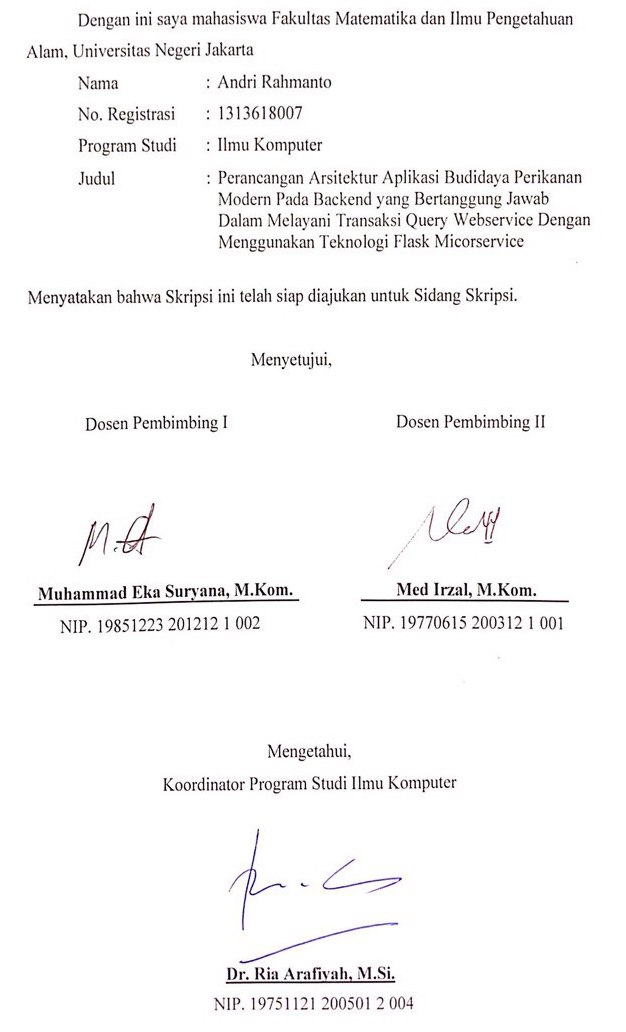 Dengan ini saya mahasiswa Fakultas Matematika dan Ilmu Pengetahuan
Alam, Universitas Negeri Jakarta
Nama : Andri Rahmanto
No. Registrasi : 1313618007
Program Studi : Ilmu Komputer
Judul : Perancangan Arsitektur Aplikasi Budidaya Perikanan
Modern Pada Backend yang Bertanggung Jawab
Dalam Melayani Transaksi Query Webservice Dengan
Menggunakan Teknologi Flask Micorservice
Menyatakan bahwa Skripsi ini telah siap diajukan untuk Sidang Skripsi.
Menyetujui,
Dosen Pembimbing I Dosen Pembimbing II
Muhammad Eka Suryana, M.Kom. Med Irzal, M.Kom.
NIP. 19851223 201212 1 002 NIP. 19770615 200312 1 001
Mengetahui,
Koordinator Program Studi Ilmu Komputer
Dr. Ria Arafiyah, M.Si.
NIP. 19751121 200501 2 004